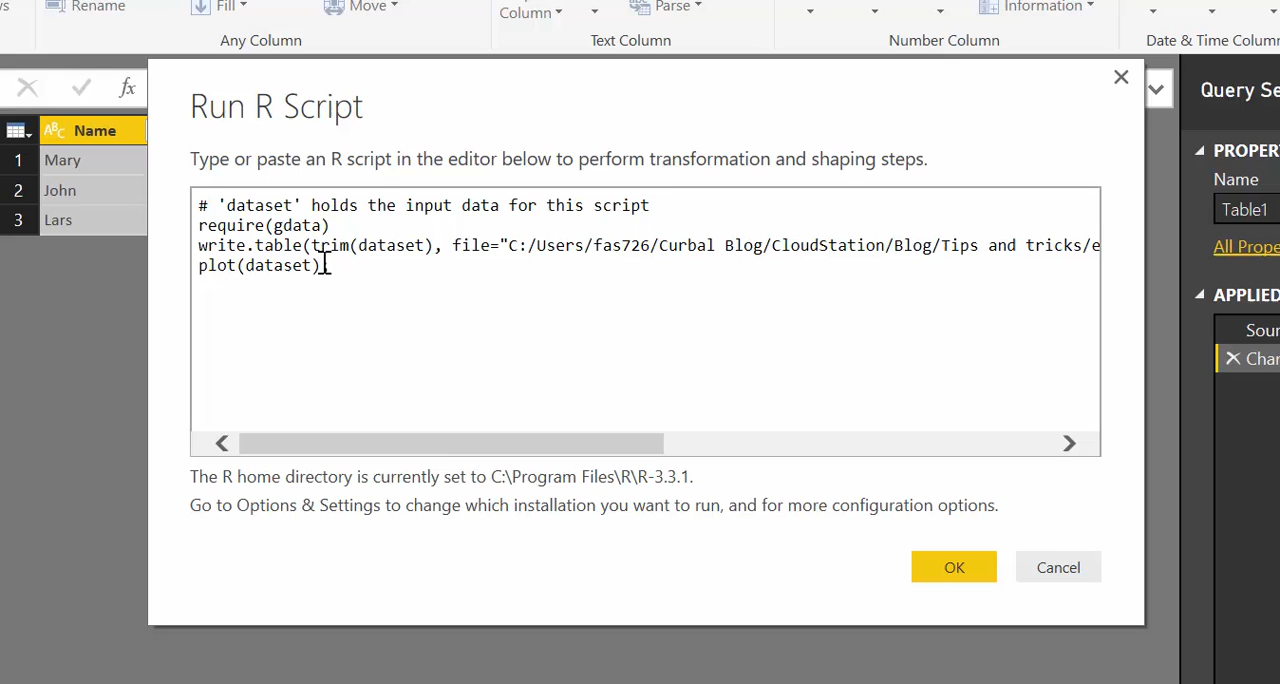 Rename
Fill
Move
Column
Parse
Information
Any Column
Text Column
Number Column
Date & Time Colum
fx
Query Se
ABC Name
1 Mary
2 John
3 Lars
Run R Script
Type or paste an R script in the editor below to perform transformation and shaping steps.
# 'dataset' holds the input data for this script
require(gdata)
write.table(trim(dataset), file="C:/Users/fas726/Curbal Blog/CloudStation/Blog/Tips and tricks/e
plot(dataset);
The R home directory is currently set to C:\Program Files\R\R-3.3.1.
Go to Options & Settings to change which installation you want to run, and for more configuration options.
OK
Cancel
PROPER
Name
Table1
All Prope
APPLIED
Sour
Char